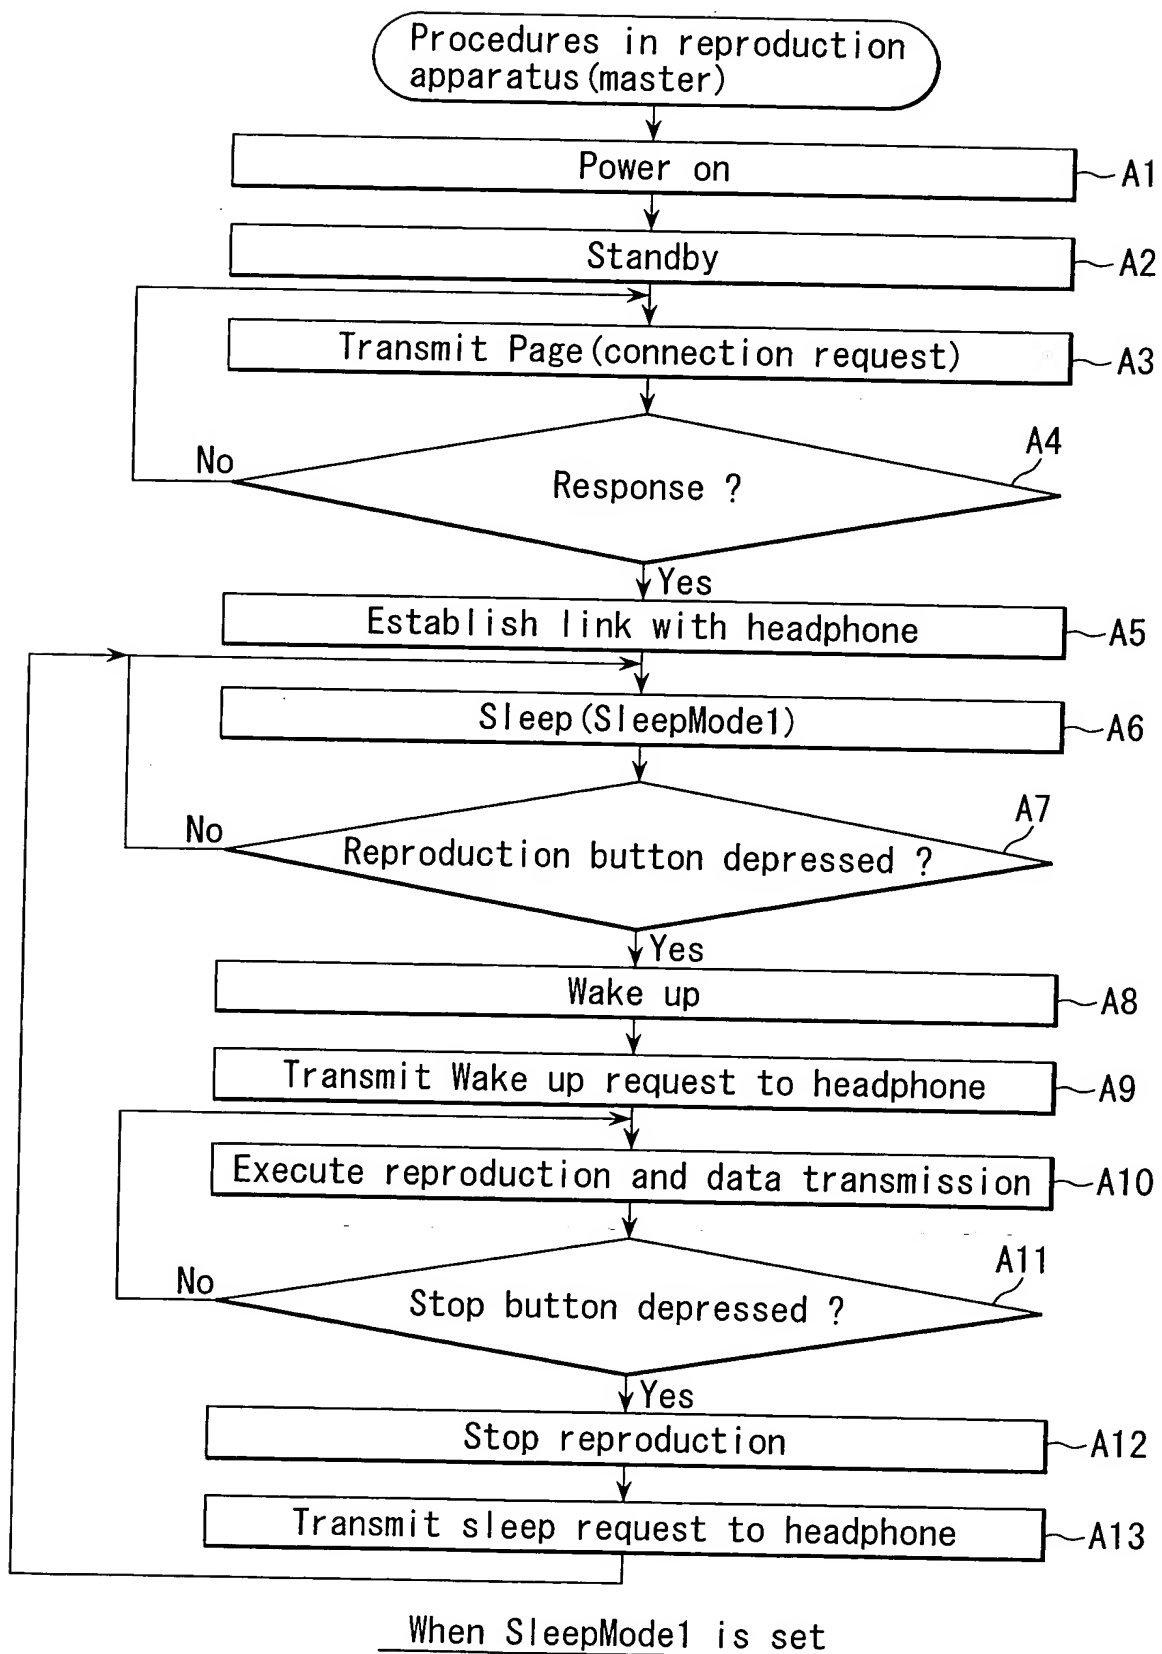 Procedures in reproduction
apparatus(master)
Power on
A1
Standby
A2
Transmit Page(connection request)
A3
A4
No
Response ?
Yes
Establish link with headphone
A5
Sleep(SleepMode1)
A6
A7
No
Reproduction button depressed ?
Yes
Wake up
A8
Transmit Wake up request to headphone
A9
Execute reproduction and data transmission
A10
A11
No
Stop button depressed ?
Yes
Stop reproduction
A12
Transmit sleep request to headphone
A13
When SleepMode1 is set